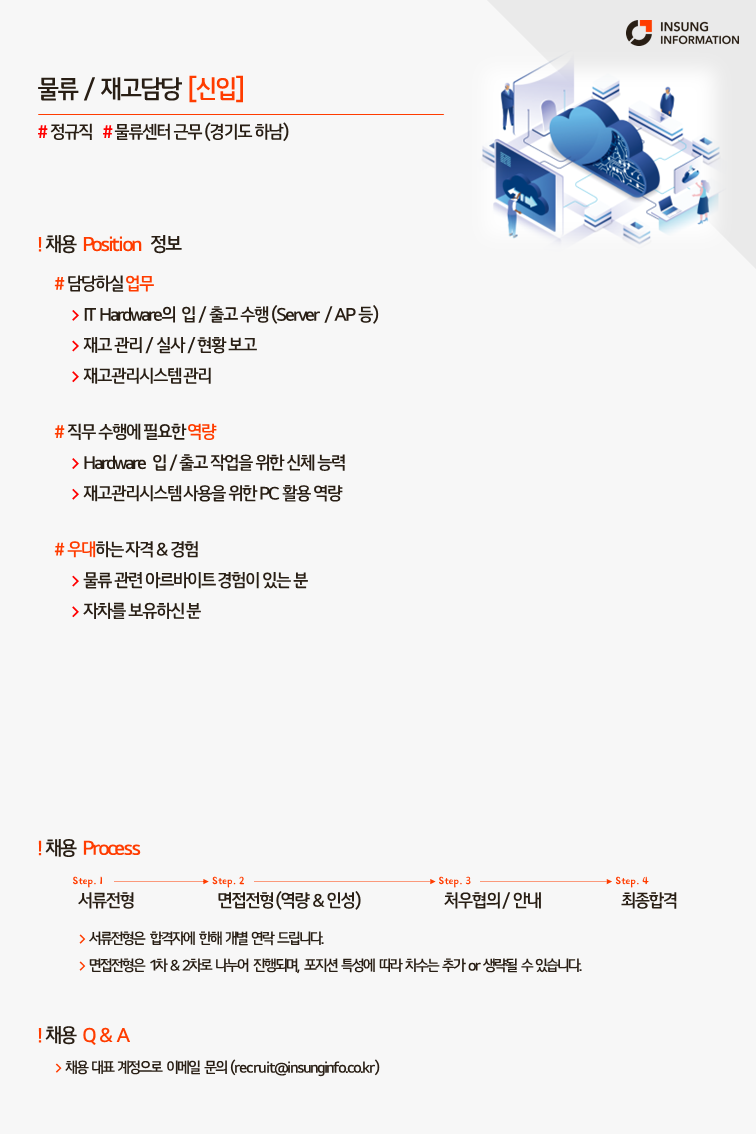 INSUNG
INFORMATION
물류 / 재고담당 [신입]
# 정규직 # 물류센터 근무 (경기도 하남)
! 채용 Position 정보
# 담당하실 업무
> IT Hardware의 입 / 출고 수행 (Server / AP 등)
> 재고 관리 / 실사 / 현황 보고
> 재고관리시스템 관리
# 직무 수행에 필요한 역량
> Hardware 입 / 출고 작업을 위한 신체 능력
> 재고관리시스템 사용을 위한 PC 활용 역량
# 우대하는 자격 & 경험
> 물류 관련 아르바이트 경험이 있는 분
> 자차를 보유하신 분
! 채용 Process
Step. 1 Step. 2 Step. 3 Step. 4
서류전형 면접전형 (역량 & 인성) 처우협의 / 안내 최종합격
> 서류전형은 합격자에 한해 개별 연락 드립니다.
> 면접전형은 1차 & 2차로 나누어 진행되며, 포지션 특성에 따라 차수는 추가 or 생략될 수 있습니다.
! 채용 Q & A
> 채용 대표 계정으로 이메일 문의 (recruit@insunginfo.co.kr)